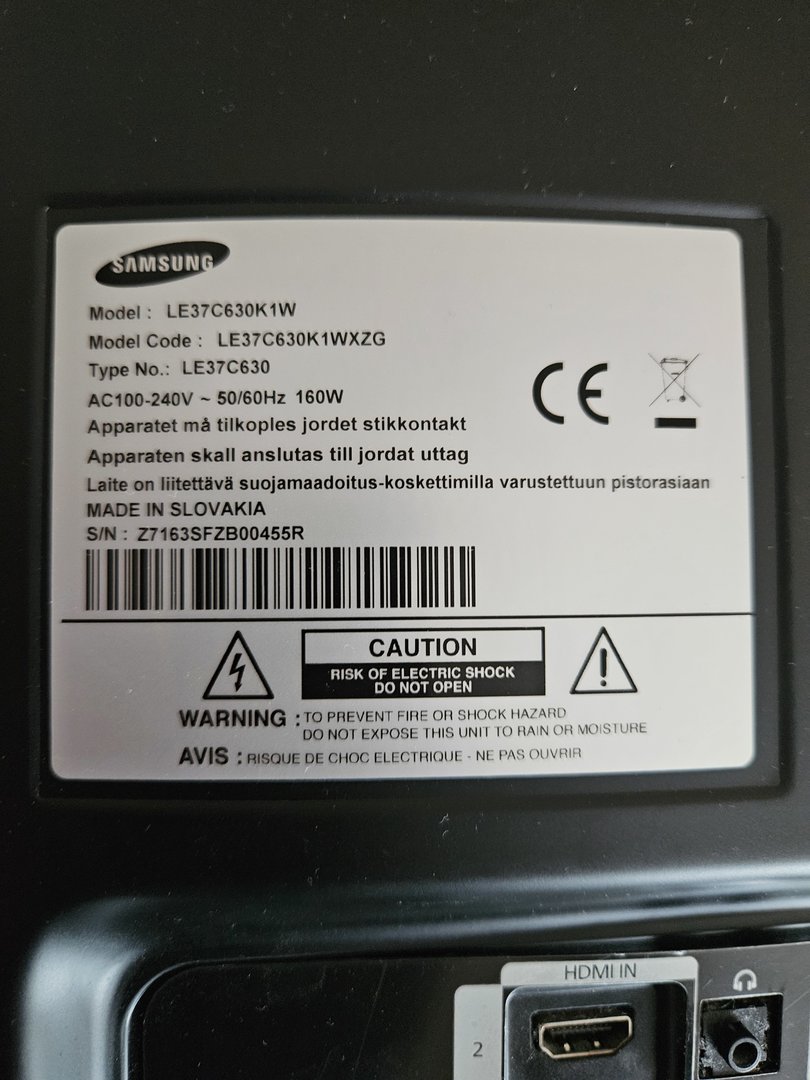 SAMSUNG
Model : LE37C630K1W
Model Code : LE37C630K1WXZG
Type No.: LE37C630
AC100-240V ~ 50/60Hz 160W
Apparatet må tilkoples jordet stikkontakt
Apparaten skall anslutas till jordat uttag
Laite on liitettävä suojamaadoitus-koskettimilla varustettuun pistorasiaan
MADE IN SLOVAKIA
S/N : Z7163SFZB00455R
CE
CAUTION
RISK OF ELECTRIC SHOCK
DO NOT OPEN
WARNING : TO PREVENT FIRE OR SHOCK HAZARD
DO NOT EXPOSE THIS UNIT TO RAIN OR MOISTURE
AVIS : RISQUE DE CHOC ELECTRIQUE - NE PAS OUVRIR
HDMI IN
2